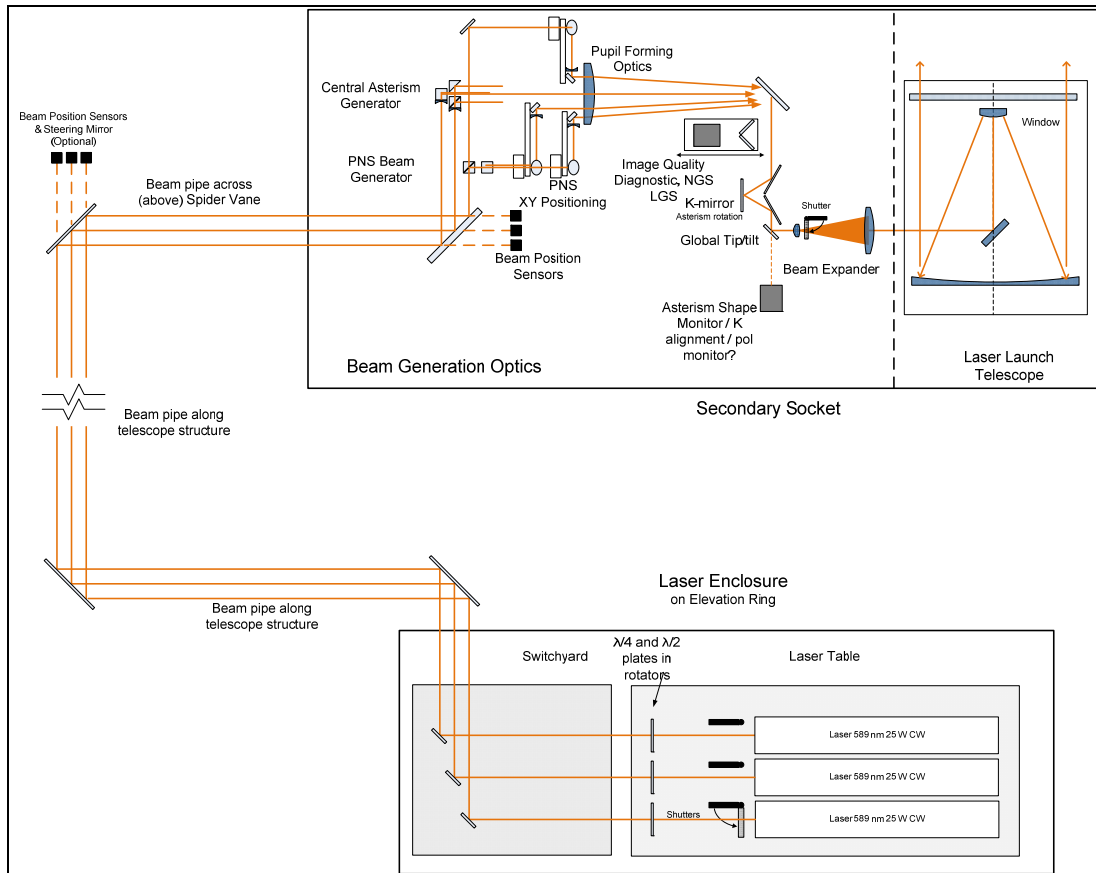 Pupil Forming
Optics
Central Asterism
Generator
Beam Position Sensors
& Steering Mirror
(Optional)
Window
PNS Beam
Generator
Beam pipe across
(above) Spider Vane
PNS
XY Positioning
Image Quality
Diagnostic, NGS
LGS
K-mirror
Asterism rotation
Shutter
Global Tip/tilt
Beam Position
Sensors
Beam Expander
Asterism Shape
Monitor / K
alignment / pol
monitor?
Beam Generation Optics
Laser Launch
Telescope
Secondary Socket
Beam pipe along
telescope structure
Laser Enclosure
on Elevation Ring
Beam pipe along
telescope structure
Switchyard
λ/4 and λ/2
plates in
rotators
Laser Table
Laser 589 nm 25 W CW
Laser 589 nm 25 W CW
Shutters
Laser 589 nm 25 W CW